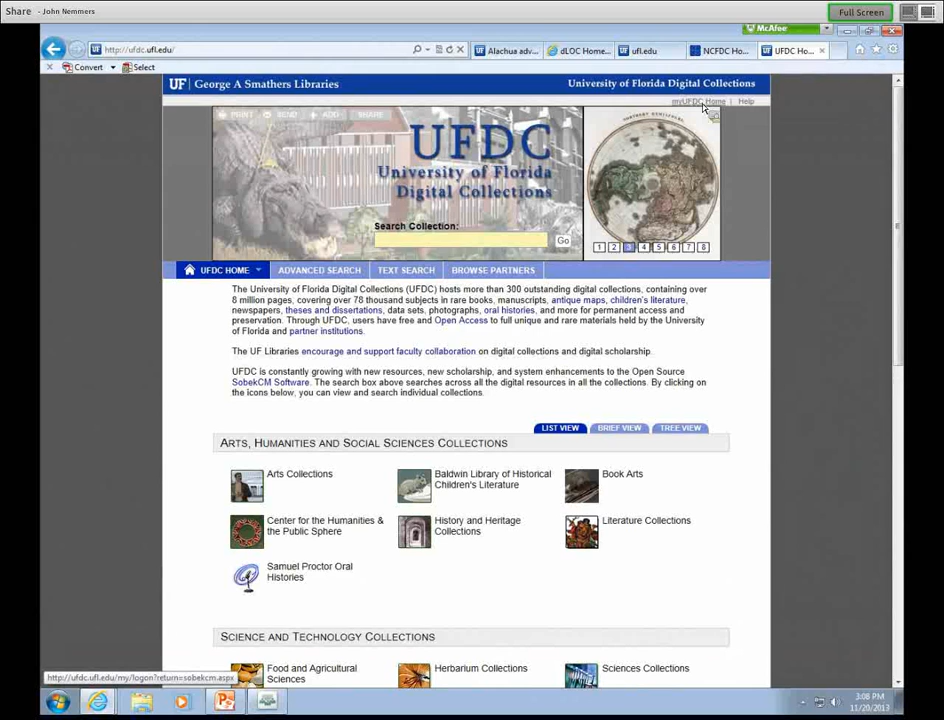 Share - John Nemmers
Full Screen
McAfee
http://ufdc.ufl.edu/
Alachua adv...
dLOC Home...
ufl.edu
NCFDC Ho...
UFDC Ho...
Convert
Select
UF George A Smathers Libraries
University of Florida Digital Collections
myUFDC Home | Help
PRINT SEND ADD SHARE
UFDC
University of Florida
Digital Collections
Search Collection:
Go
1 2 3 4 5 6 7 8
UFDC HOME ADVANCED SEARCH TEXT SEARCH BROWSE PARTNERS
The University of Florida Digital Collections (UFDC) hosts more than 300 outstanding digital collections, containing over
8 million pages, covering over 78 thousand subjects in rare books, manuscripts, antique maps, children's literature,
newspapers, theses and dissertations, data sets, photographs, oral histories, and more for permanent access and
preservation. Through UFDC, users have free and Open Access to full unique and rare materials held by the University
of Florida and partner institutions.
The UF Libraries encourage and support faculty collaboration on digital collections and digital scholarship.
UFDC is constantly growing with new resources, new scholarship, and system enhancements to the Open Source
SobekCM Software. The search box above searches across all the digital resources in all the collections. By clicking on
the icons below, you can view and search individual collections.
LIST VIEW BRIEF VIEW TREE VIEW
ARTS, HUMANITIES AND SOCIAL SCIENCES COLLECTIONS
Arts Collections
Baldwin Library of Historical
Children's Literature
Book Arts
Center for the Humanities &
the Public Sphere
History and Heritage
Collections
Literature Collections
Samuel Proctor Oral
Histories
SCIENCE AND TECHNOLOGY COLLECTIONS
Food and Agricultural
Sciences
Herbarium Collections
Sciences Collections
http://ufdc.ufl.edu/my/logon?return=sobekcm.aspx
3:08 PM
11/20/2013